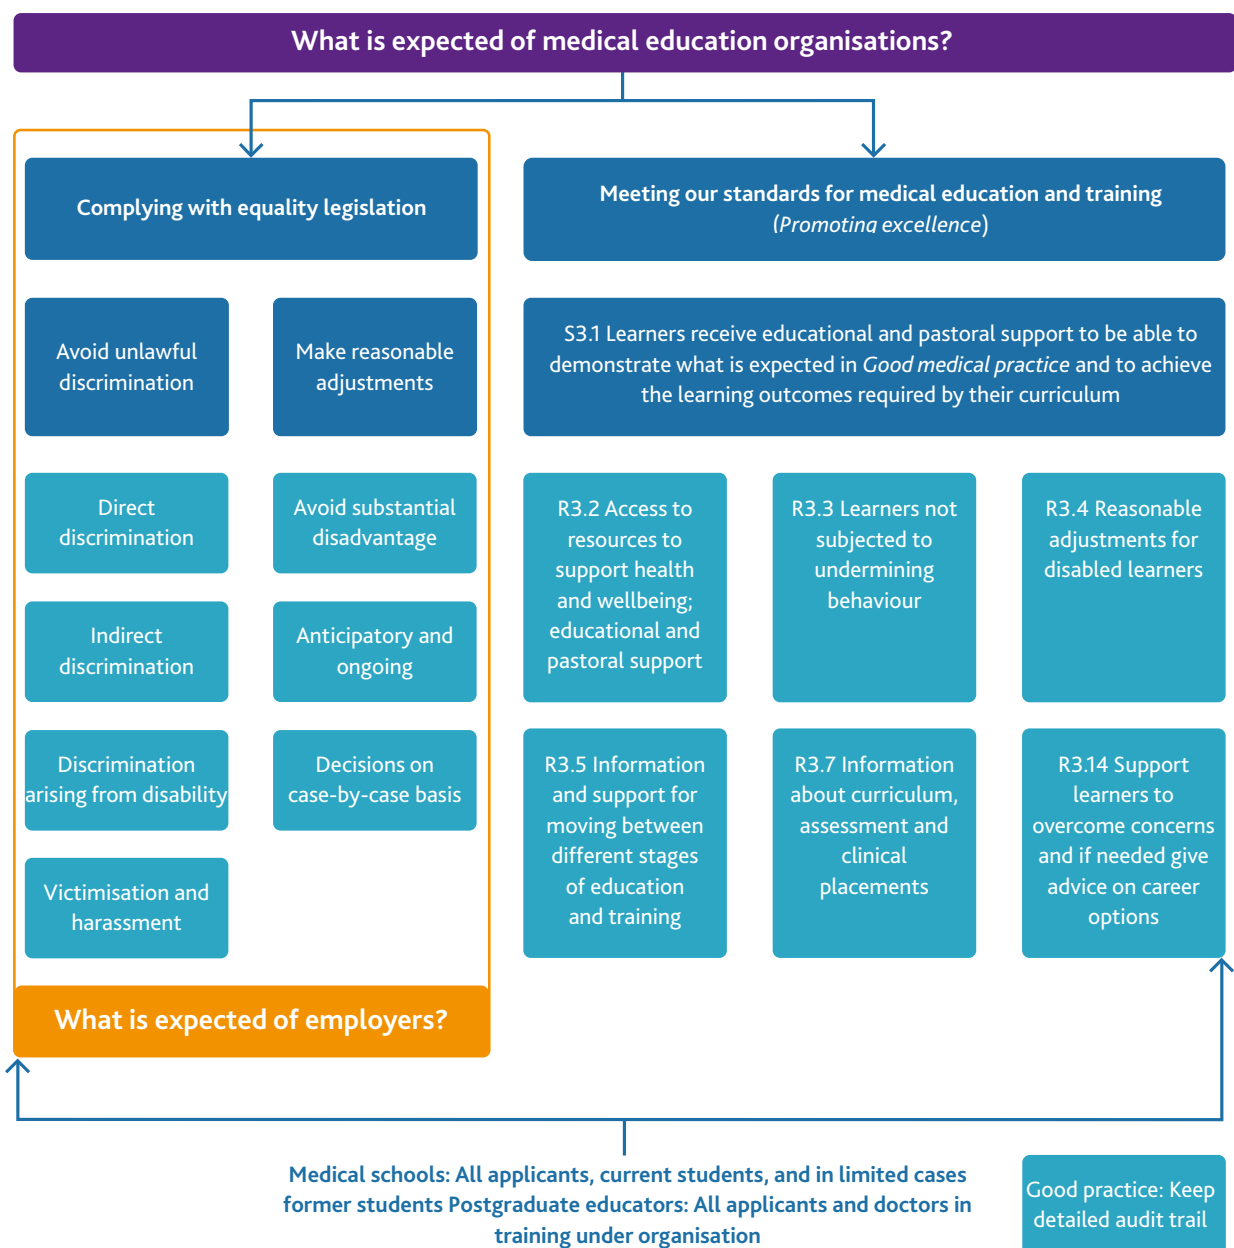 What is expected of medical education organisations?
Complying with equality legislation
Meeting our standards for medical education and training
(Promoting excellence)
Avoid unlawful
discrimination
Make reasonable
adjustments
S3.1 Learners receive educational and pastoral support to be able to
demonstrate what is expected in Good medical practice and to achieve
the learning outcomes required by their curriculum
Direct
discrimination
Avoid substantial
disadvantage
R3.2 Access to
resources to
support health
and wellbeing;
educational and
pastoral support
R3.3 Learners not
subjected to
undermining
behaviour
R3.4 Reasonable
adjustments for
disabled learners
Indirect
discrimination
Anticipatory and
ongoing
Discrimination
arising from disability
Decisions on
case-by-case basis
R3.5 Information
and support for
moving between
different stages
of education
and training
R3.7 Information
about curriculum,
assessment and
clinical
placements
R3.14 Support
learners to
overcome concerns
and if needed give
advice on career
options
Victimisation and
harassment
What is expected of employers?
Medical schools: All applicants, current students, and in limited cases
former students Postgraduate educators: All applicants and doctors in
training under organisation
Good practice: Keep
detailed audit trail